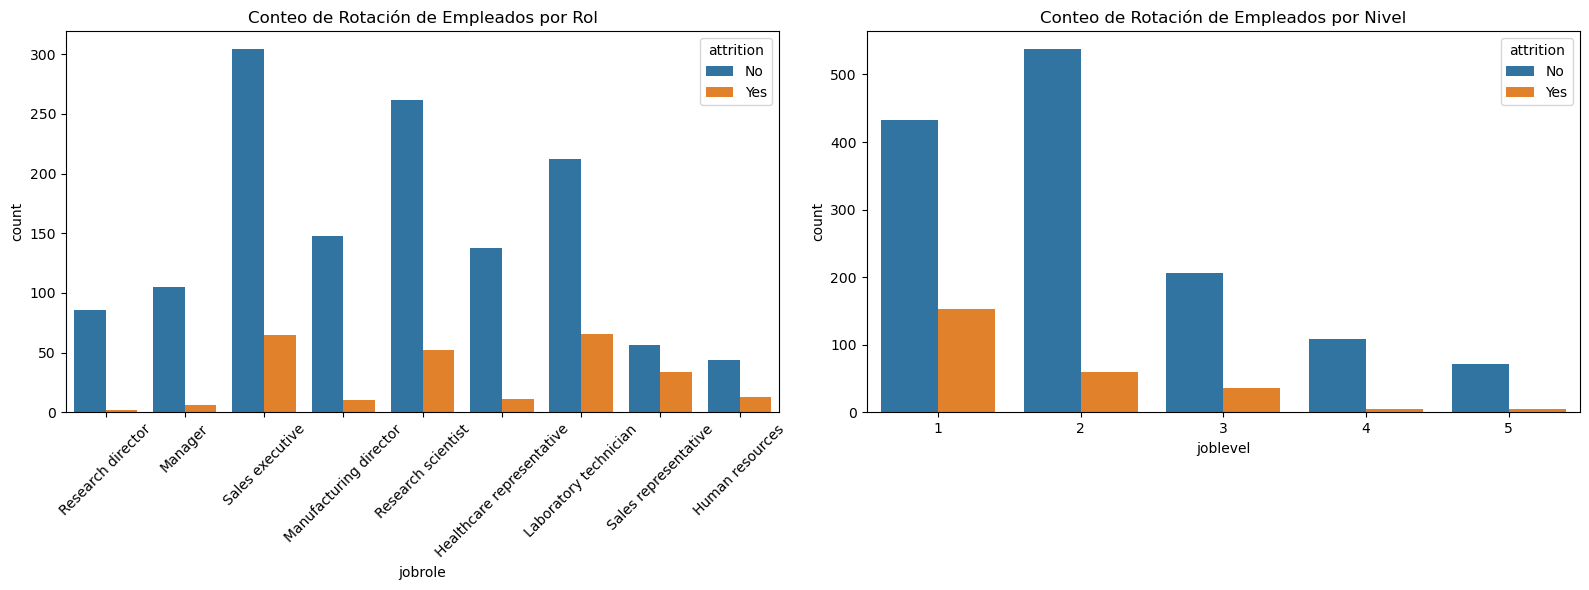 Conteo de Rotación de Empleados por Rol
attrition
No
Yes
count
300
250
200
150
100
50
0
Research director
Manager
Sales executive
Manufacturing director
Research scientist
Healthcare representative
Laboratory technician
Sales representative
Human resources
jobrole
Conteo de Rotación de Empleados por Nivel
attrition
No
Yes
count
500
400
300
200
100
0
1 2 3 4 5
joblevel